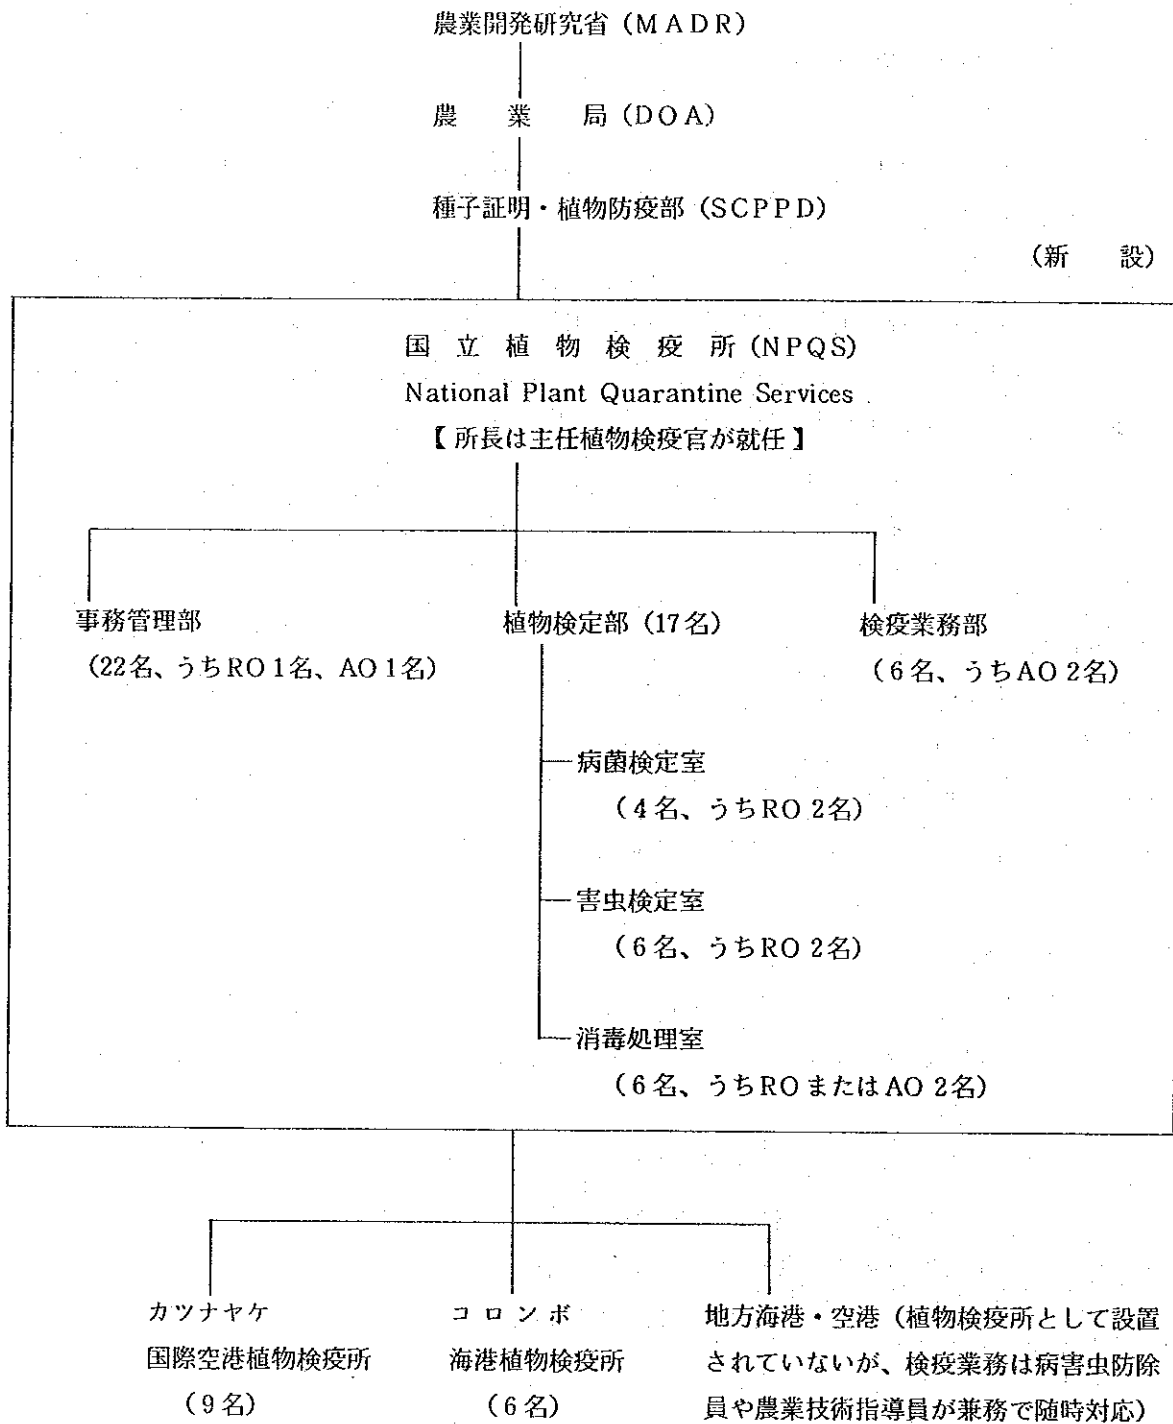 農業開発研究省 (MADR)
農業局 (DOA)
種子証明・植物防疫部 (SCPPD)
(新設)
国立植物検疫所 (NPQS)
National Plant Quarantine Services
【所長は主任植物検疫官が就任】
事務管理部
(22名、うちRO 1名、AO 1名)
植物検定部 (17名)
検疫業務部
(6名、うちAO 2名)
病菌検定室
(4名、うちRO 2名)
害虫検定室
(6名、うちRO 2名)
消毒処理室
(6名、うちROまたはAO 2名)
カツナヤケ
国際空港植物検疫所
(9名)
コロンボ
海港植物検疫所
(6名)
地方海港・空港(植物検疫所として設置
されていないが、検疫業務は病害虫防除
員や農業技術指導員が兼務で随時対応)